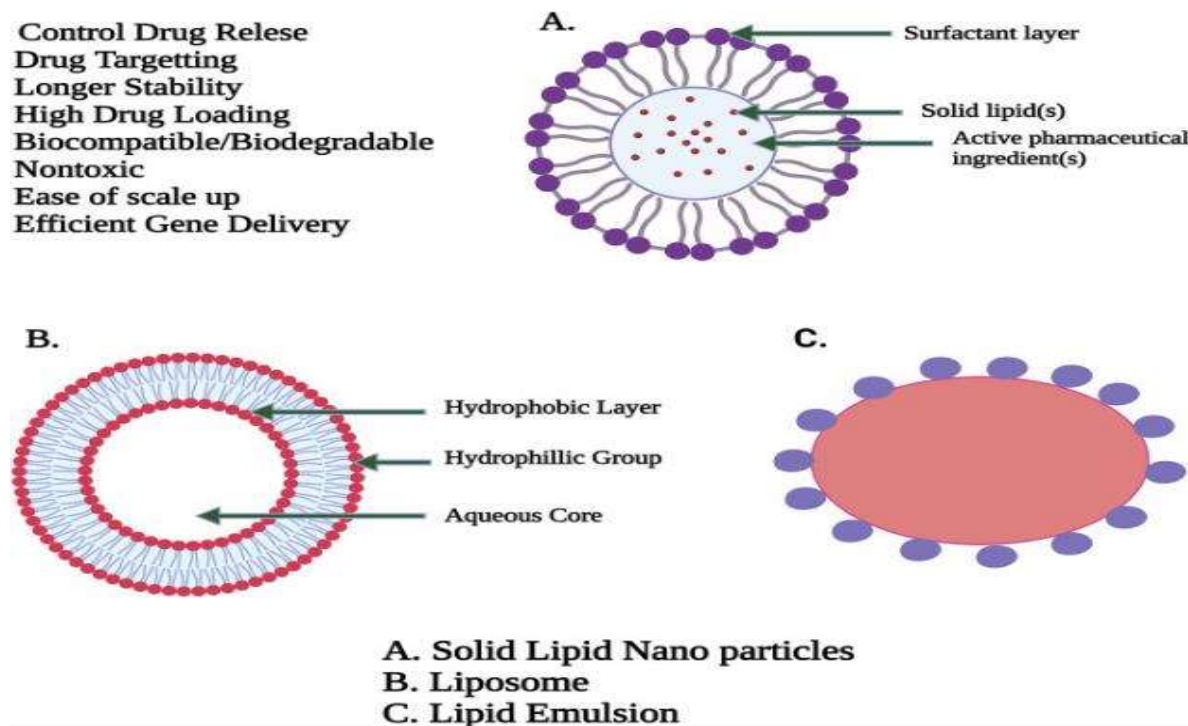 Control Drug Relese
Drug Targetting
Longer Stability
High Drug Loading
Biocompatible/Biodegradable
Nontoxic
Ease of scale up
Efficient Gene Delivery
A.
Surfactant layer
Solid lipid(s)
Active pharmaceutical
ingredient(s)
B.
Hydrophobic Layer
Hydrophillic Group
Aqueous Core
C.
A. Solid Lipid Nano particles
B. Liposome
C. Lipid Emulsion